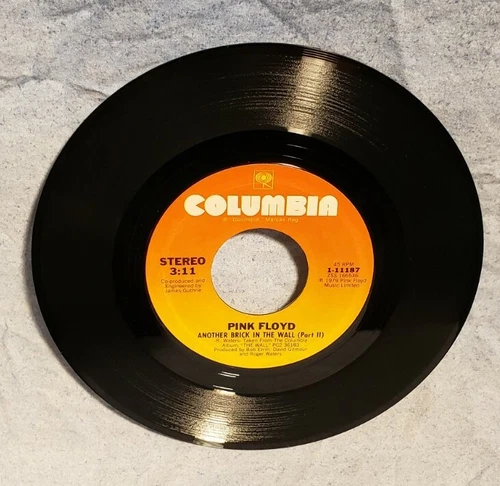 COLUMBIA
® "Columbia," Marcas Reg.
STEREO
3:11
Co-produced and
Engineered by
James Guthrie
45 RPM
1-11187
ZSS 166836
℗ 1979 Pink Floyd
Music Limited
PINK FLOYD
ANOTHER BRICK IN THE WALL (Part II)
-R. Waters- Taken From The Columbia
Album: "THE WALL" PC2 36183
Produced by Bob Ezrin, David Gilmour
and Roger Waters